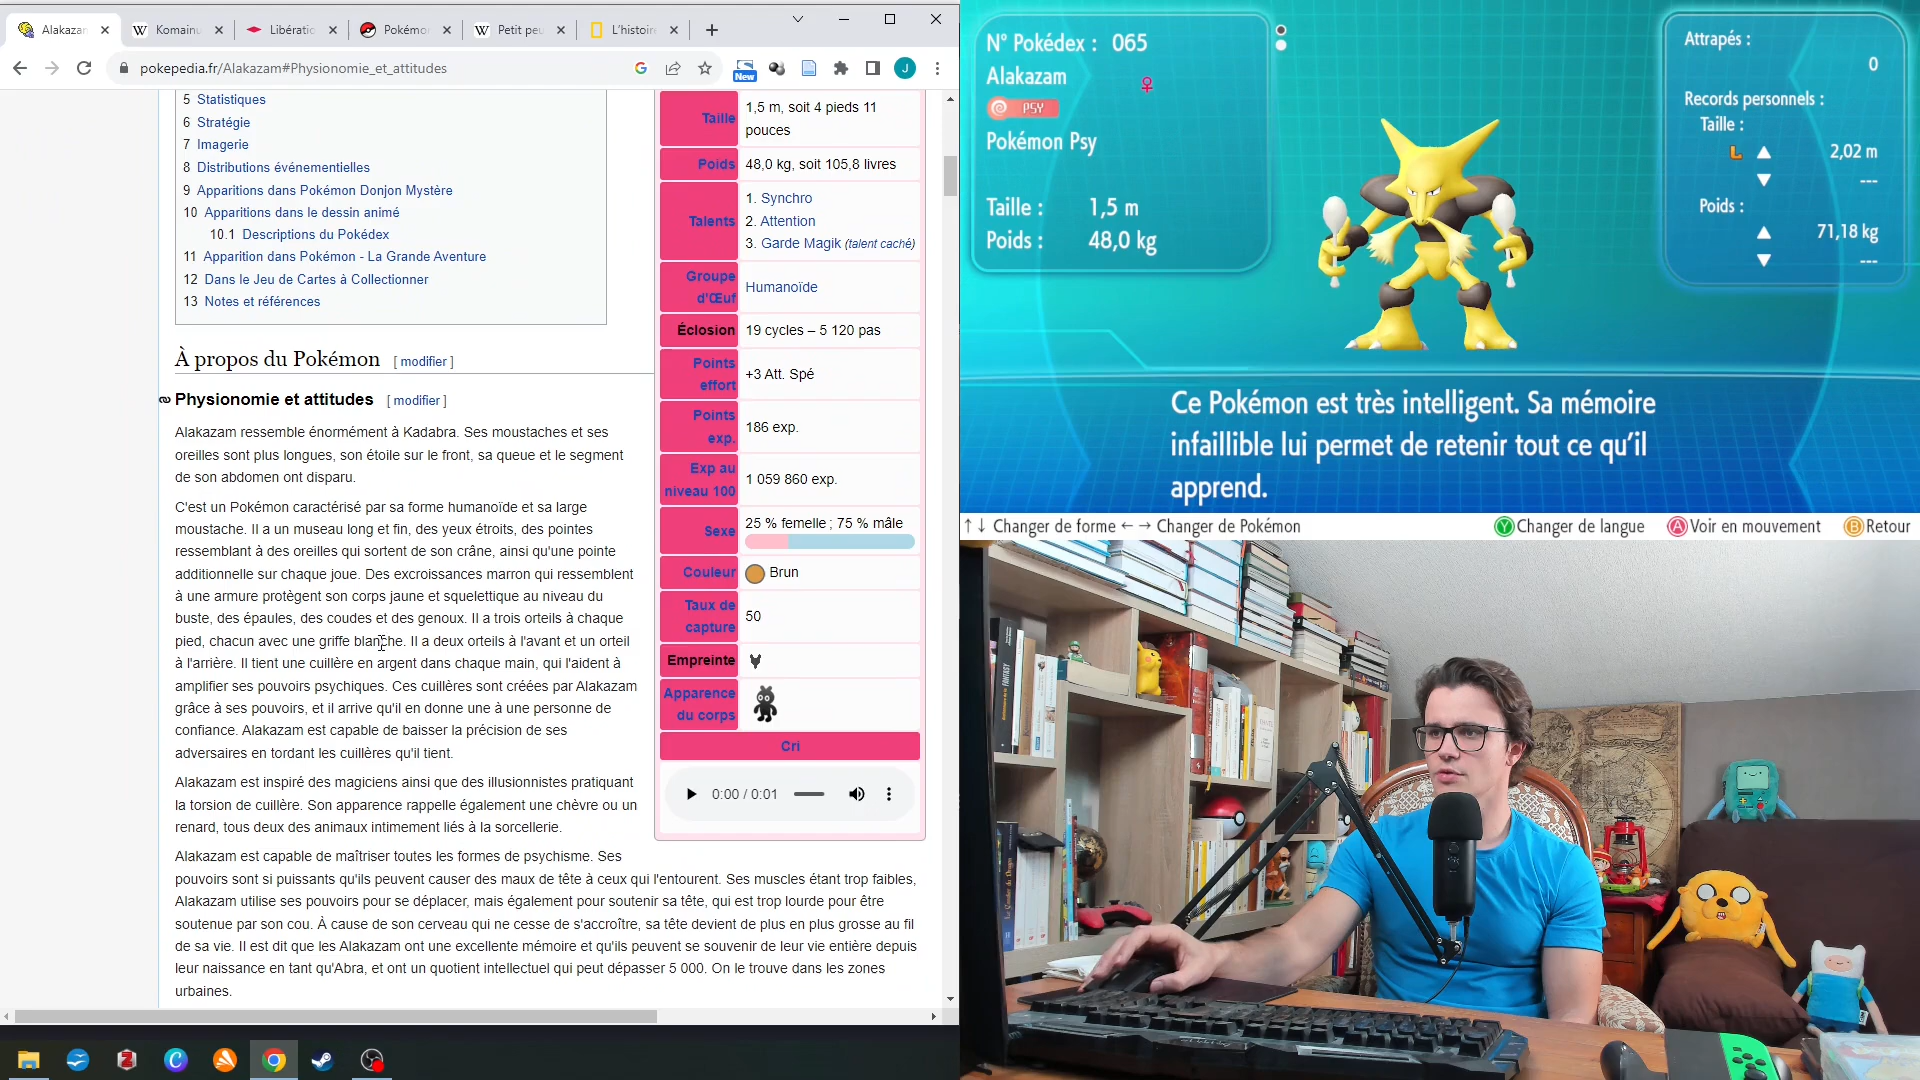 Alakazam
Komainu
Libératio
Pokémo
Petit peu
L'histoir
pokepedia.fr/Alakazam#Physionomie_et_attitudes
New
J
5 Statistiques
6 Stratégie
7 Imagerie
8 Distributions événementielles
9 Apparitions dans Pokémon Donjon Mystère
10 Apparitions dans le dessin animé
10.1 Descriptions du Pokédex
11 Apparition dans Pokémon - La Grande Aventure
12 Dans le Jeu de Cartes à Collectionner
13 Notes et références
À propos du Pokémon [ modifier ]
Physionomie et attitudes [ modifier ]
Alakazam ressemble énormément à Kadabra. Ses moustaches et ses
oreilles sont plus longues, son étoile sur le front, sa queue et le segment
de son abdomen ont disparu.
C'est un Pokémon caractérisé par sa forme humanoïde et sa large
moustache. Il a un museau long et fin, des yeux étroits, des pointes
ressemblant à des oreilles qui sortent de son crâne, ainsi qu'une pointe
additionnelle sur chaque joue. Des excroissances marron qui ressemblent
à une armure protègent son corps jaune et squelettique au niveau du
buste, des épaules, des coudes et des genoux. Il a trois orteils à chaque
pied, chacun avec une griffe blanche. Il a deux orteils à l'avant et un orteil
à l'arrière. Il tient une cuillère en argent dans chaque main, qui l'aident à
amplifier ses pouvoirs psychiques. Ces cuillères sont créées par Alakazam
grâce à ses pouvoirs, et il arrive qu'il en donne une à une personne de
confiance. Alakazam est capable de baisser la précision de ses
adversaires en tordant les cuillères qu'il tient.
Alakazam est inspiré des magiciens ainsi que des illusionnistes pratiquant
la torsion de cuillère. Son apparence rappelle également une chèvre ou un
renard, tous deux des animaux intimement liés à la sorcellerie.
Alakazam est capable de maîtriser toutes les formes de psychisme. Ses
pouvoirs sont si puissants qu'ils peuvent causer des maux de tête à ceux qui l'entourent. Ses muscles étant trop faibles,
Alakazam utilise ses pouvoirs pour se déplacer, mais également pour soutenir sa tête, qui est trop lourde pour être
soutenue par son cou. À cause de son cerveau qui ne cesse de s'accroître, sa tête devient de plus en plus grosse au fil
de sa vie. Il est dit que les Alakazam ont une excellente mémoire et qu'ils peuvent se souvenir de leur vie entière depuis
leur naissance en tant qu'Abra, et ont un quotient intellectuel qui peut dépasser 5 000. On le trouve dans les zones
urbaines.
Taille 1,5 m, soit 4 pieds 11
pouces
Poids 48,0 kg, soit 105,8 livres
Talents
1. Synchro
2. Attention
3. Garde Magik (talent caché)
Groupe
d'Œuf
Humanoïde
Éclosion 19 cycles – 5 120 pas
Points
effort
+3 Att. Spé
Points
exp.
186 exp.
Exp au
niveau 100
1 059 860 exp.
Sexe 25 % femelle ; 75 % mâle
Couleur Brun
Taux de
capture
50
Empreinte
Apparence
du corps
Cri
0:00 / 0:01
N° Pokédex : 065
Alakazam ♀
PSY
Pokémon Psy
Taille : 1,5 m
Poids : 48,0 kg
Attrapés :
0
Records personnels :
Taille :
L ▲ 2,02 m
▼ ---
Poids :
▲ 71,18 kg
▼ ---
Ce Pokémon est très intelligent. Sa mémoire
infaillible lui permet de retenir tout ce qu'il
apprend.
↑↓ Changer de forme ←→ Changer de Pokémon
Y Changer de langue
A Voir en mouvement
B Retour